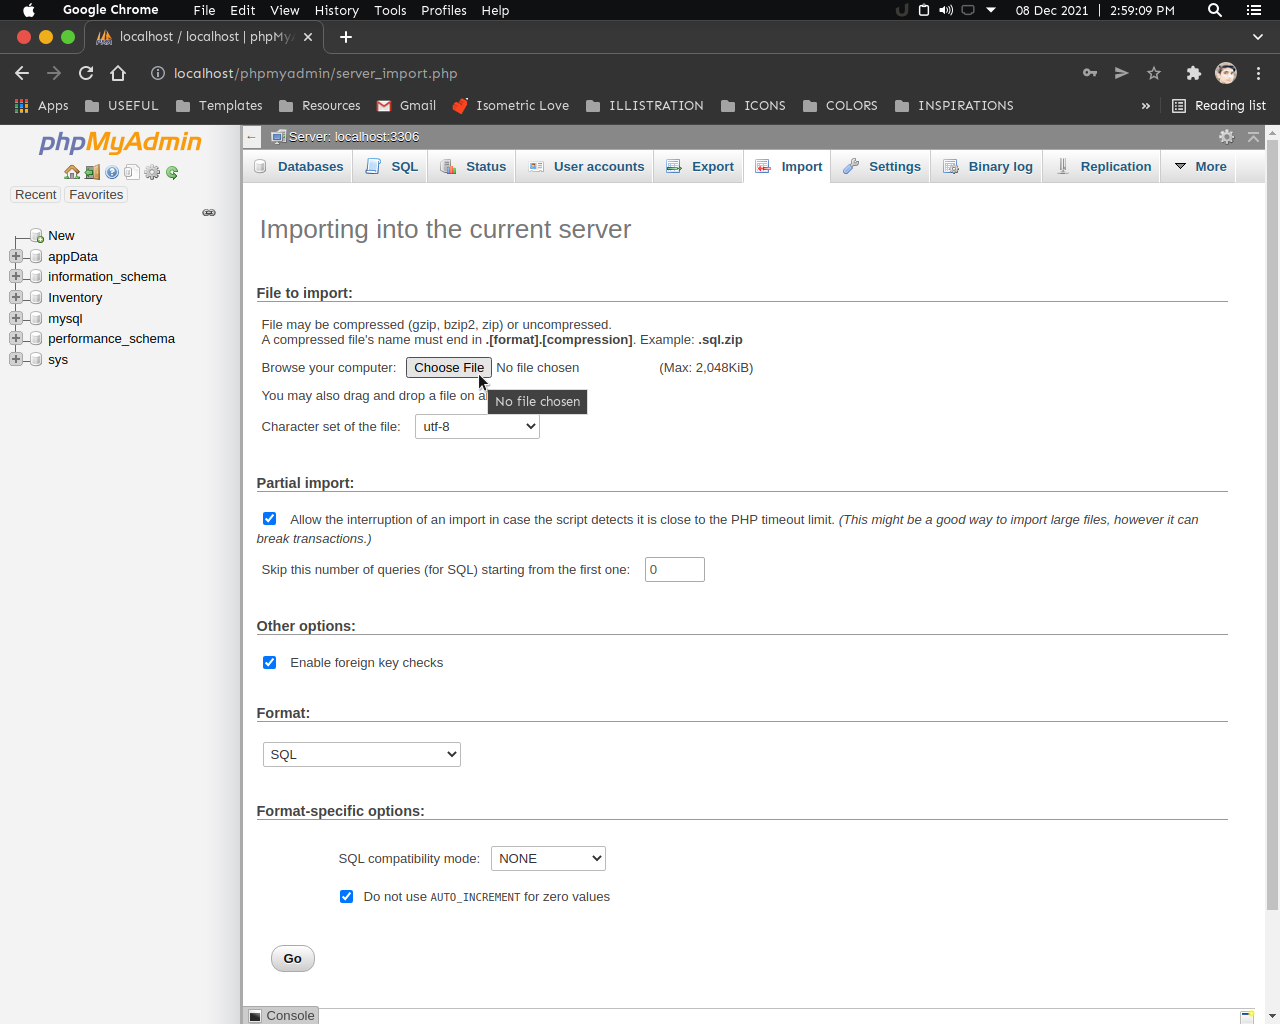 Google Chrome File Edit View History Tools Profiles Help 08 Dec 2021 | 2:59:09 PM
localhost / localhost | phpMy
localhost/phpmyadmin/server_import.php
Apps USEFUL Templates Resources Gmail Isometric Love ILLISTRATION ICONS COLORS INSPIRATIONS » Reading list
phpMyAdmin
Recent Favorites
New
appData
information_schema
Inventory
mysql
performance_schema
sys
Server: localhost:3306
Databases SQL Status User accounts Export Import Settings Binary log Replication More
Importing into the current server
File to import:
File may be compressed (gzip, bzip2, zip) or uncompressed.
A compressed file's name must end in .[format].[compression]. Example: .sql.zip
Browse your computer: Choose File No file chosen (Max: 2,048KiB)
You may also drag and drop a file on
No file chosen
Character set of the file: utf-8
Partial import:
Allow the interruption of an import in case the script detects it is close to the PHP timeout limit. (This might be a good way to import large files, however it can
break transactions.)
Skip this number of queries (for SQL) starting from the first one: 0
Other options:
Enable foreign key checks
Format:
SQL
Format-specific options:
SQL compatibility mode: NONE
Do not use AUTO_INCREMENT for zero values
Go
Console